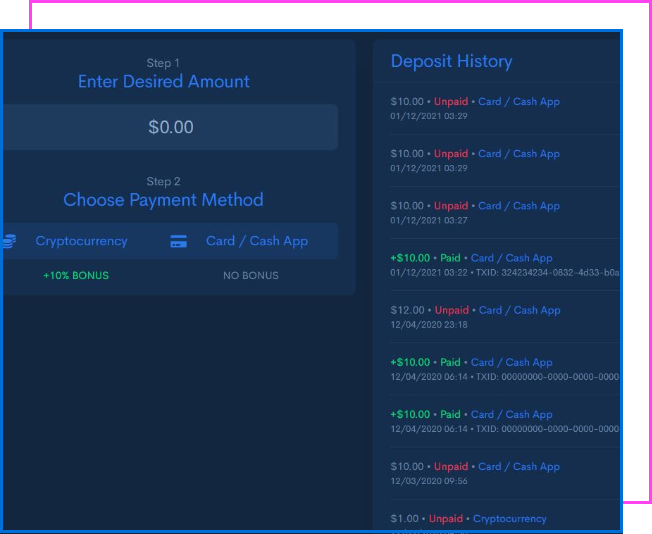 Step 1
Enter Desired Amount
$0.00
Step 2
Choose Payment Method
Cryptocurrency
Card / Cash App
+10% BONUS
NO BONUS
Deposit History
$10.00 • Unpaid • Card / Cash App
01/12/2021 03:29
$10.00 • Unpaid • Card / Cash App
01/12/2021 03:29
$10.00 • Unpaid • Card / Cash App
01/12/2021 03:27
+$10.00 • Paid • Card / Cash App
01/12/2021 03:22 • TXID: 324234234-0832-4d33-b0a
$12.00 • Unpaid • Card / Cash App
12/04/2020 23:18
+$10.00 • Paid • Card / Cash App
12/04/2020 06:14 • TXID: 00000000-0000-0000-0000
+$10.00 • Paid • Card / Cash App
12/04/2020 06:14 • TXID: 00000000-0000-0000-0000
$10.00 • Unpaid • Card / Cash App
12/03/2020 09:56
$1.00 • Unpaid • Cryptocurrency